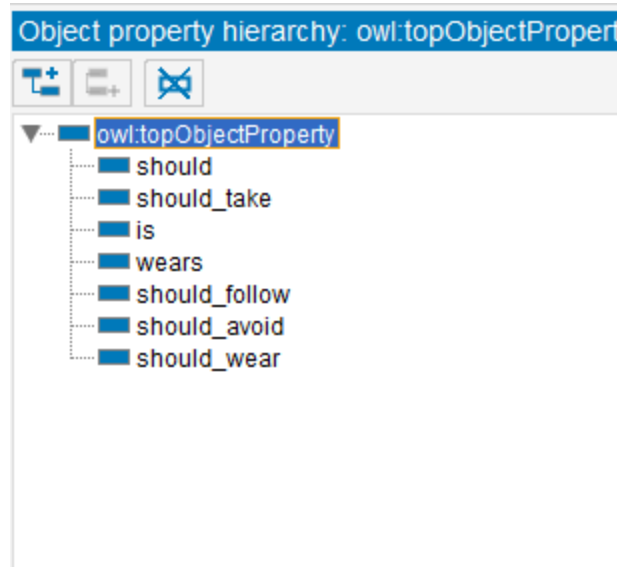 Object property hierarchy: owl:topObjectPropert
owl:topObjectProperty
should
should_take
is
wears
should_follow
should_avoid
should_wear